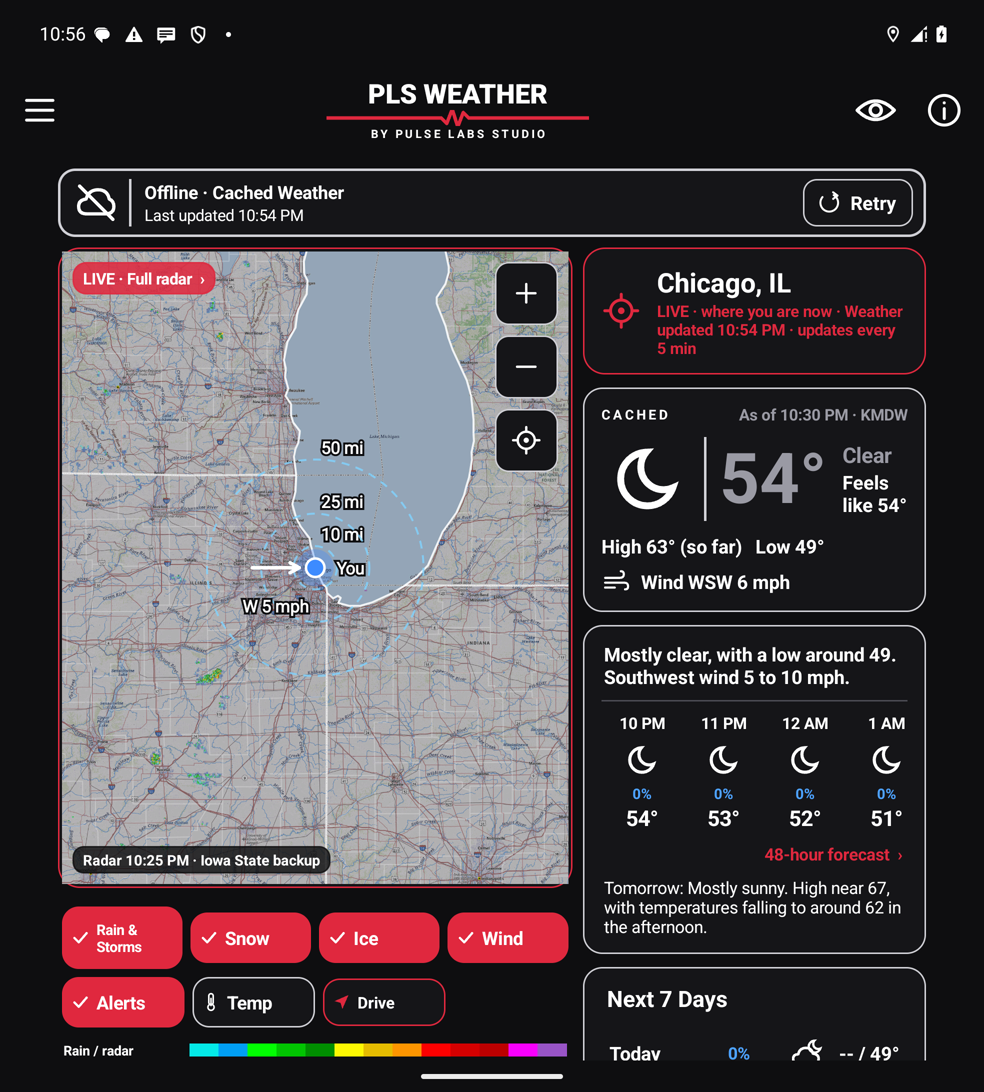 10:56
PLS WEATHER
BY PULSE LABS STUDIO
Offline · Cached Weather
Last updated 10:54 PM
Retry
LIVE · Full radar ›
50 mi
25 mi
10 mi
You
W 5 mph
Lake Michigan
ILLINOIS
INDIANA
Radar 10:25 PM · Iowa State backup
Rain &
Storms
Snow
Ice
Wind
Alerts
Temp
Drive
Rain / radar
Chicago, IL
LIVE · where you are now · Weather
updated 10:54 PM · updates every
5 min
CACHED
As of 10:30 PM · KMDW
54°
Clear
Feels
like 54°
High 63° (so far) Low 49°
Wind WSW 6 mph
Mostly clear, with a low around 49.
Southwest wind 5 to 10 mph.
10 PM 11 PM 12 AM 1 AM
0% 0% 0% 0%
54° 53° 52° 51°
48-hour forecast ›
Tomorrow: Mostly sunny. High near 67,
with temperatures falling to around 62 in
the afternoon.
Next 7 Days
Today 0% -- / 49°